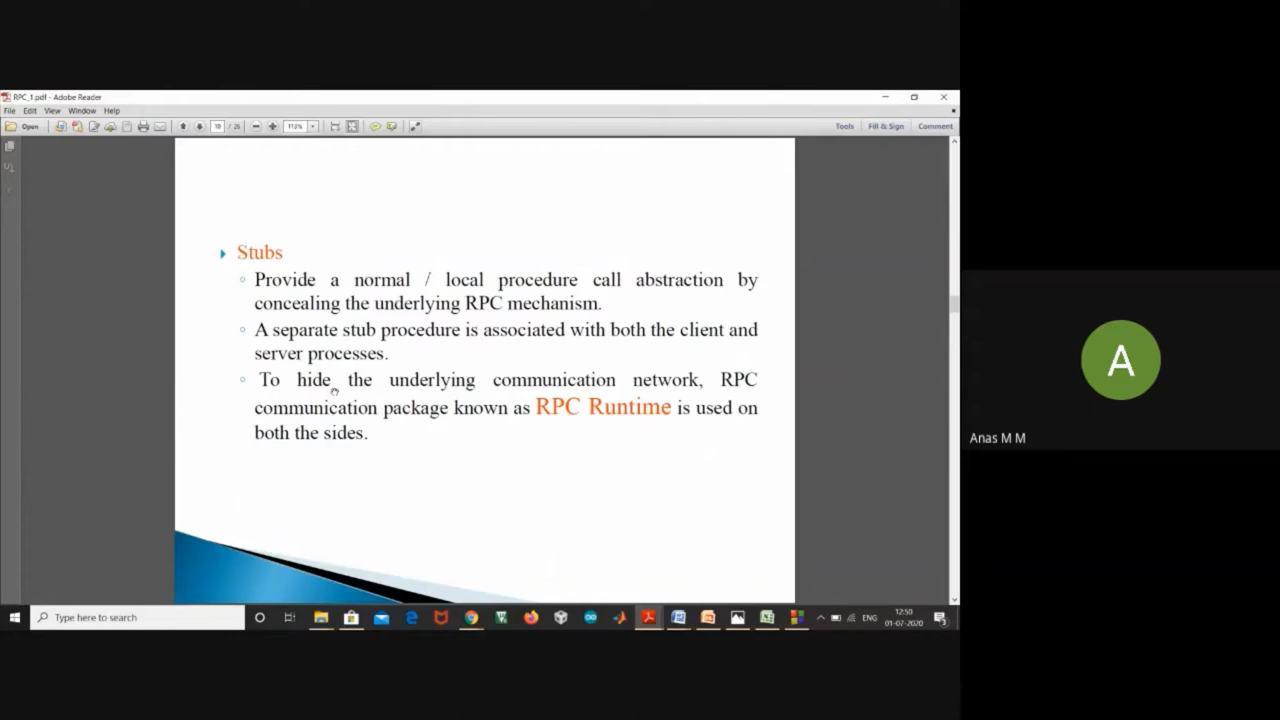 RPC_1.pdf - Adobe Reader
File Edit View Window Help
Open 19 / 26 113% Tools Fill & Sign Comment
Stubs
Provide a normal / local procedure call abstraction by
concealing the underlying RPC mechanism.
A separate stub procedure is associated with both the client and
server processes.
To hide the underlying communication network, RPC
communication package known as RPC Runtime is used on
both the sides.
A
Anas M M
Type here to search
ENG
12:50
01-07-2020